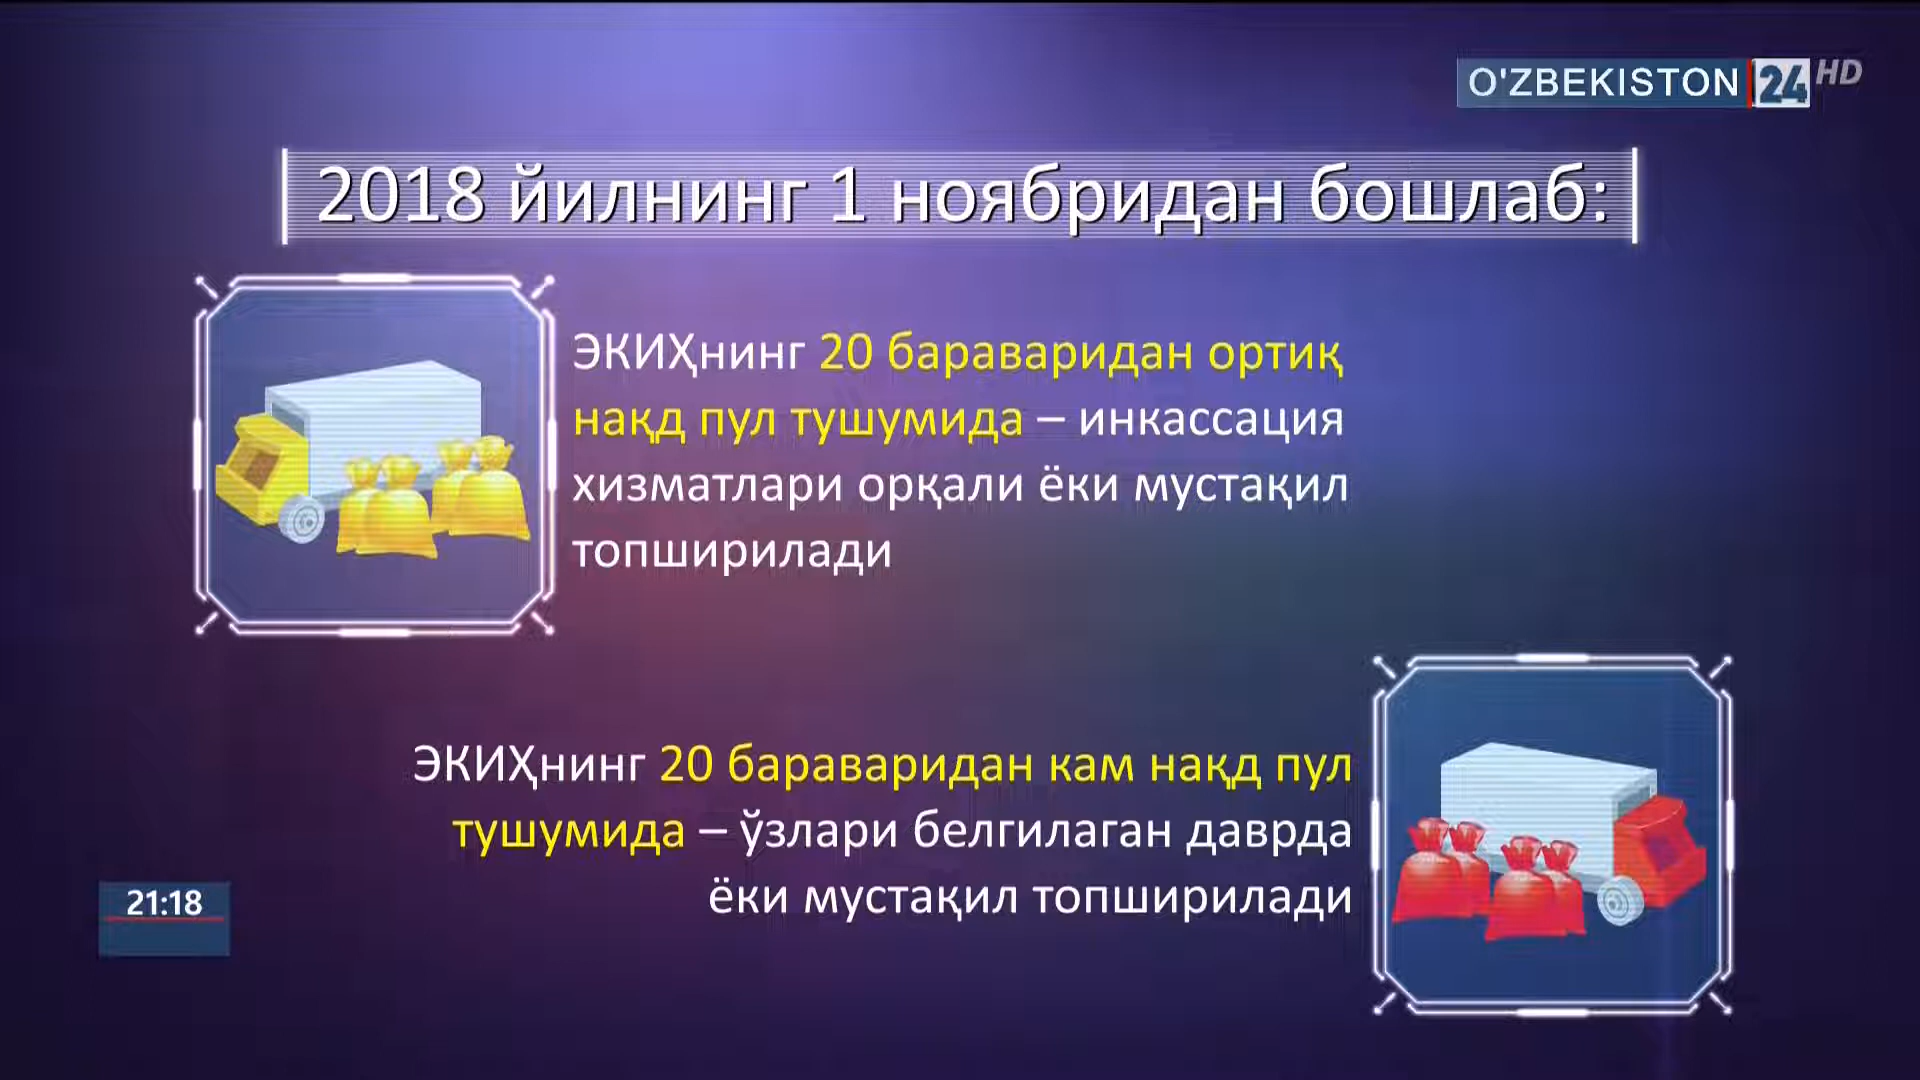 O'ZBEKISTON 24 HD
2018 йилнинг 1 ноябридан бошлаб:
ЭКИҲнинг 20 бараваридан ортиқ
нақд пул тушумида – инкассация
хизматлари орқали ёки мустақил
топширилади
ЭКИҲнинг 20 бараваридан кам нақд пул
тушумида – ўзлари белгилаган даврда
ёки мустақил топширилади
21:18